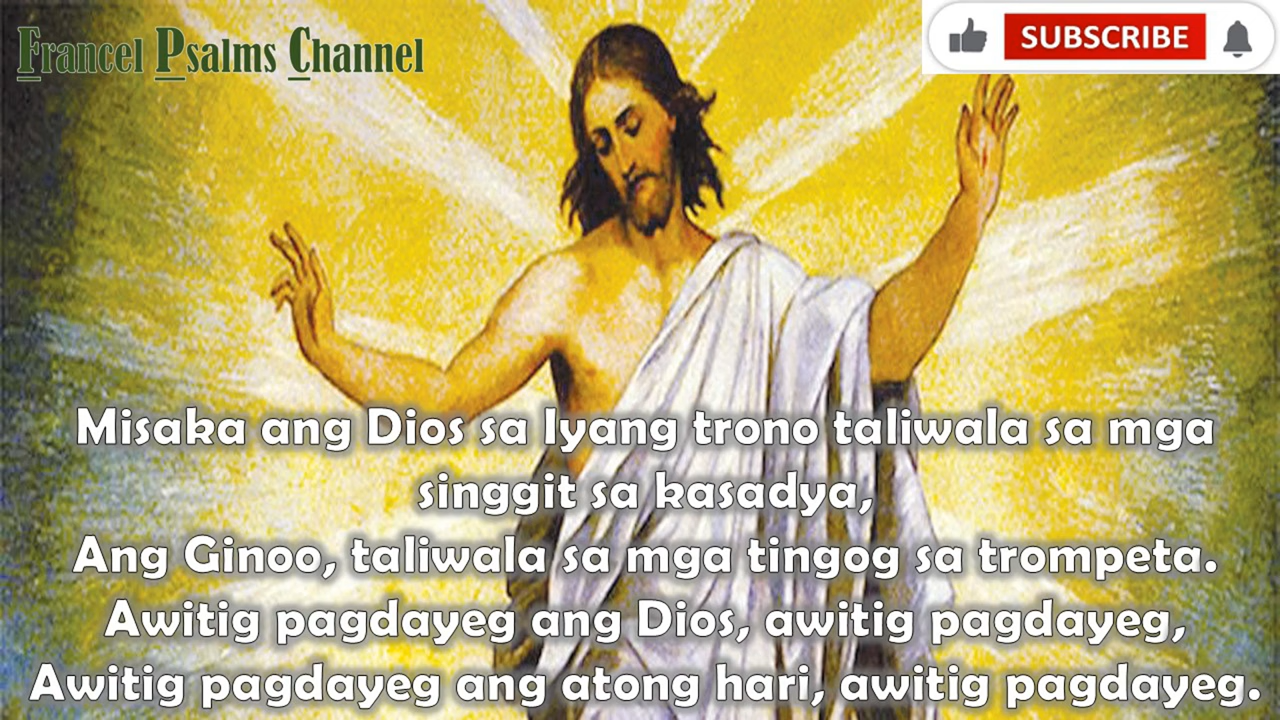 Francel Psalms Channel
SUBSCRIBE
Misaka ang Dios sa Iyang trono taliwala sa mga
singgit sa kasadya,
Ang Ginoo, taliwala sa mga tingog sa trompeta.
Awitig pagdayeg ang Dios, awitig pagdayeg,
Awitig pagdayeg ang atong hari, awitig pagdayeg.